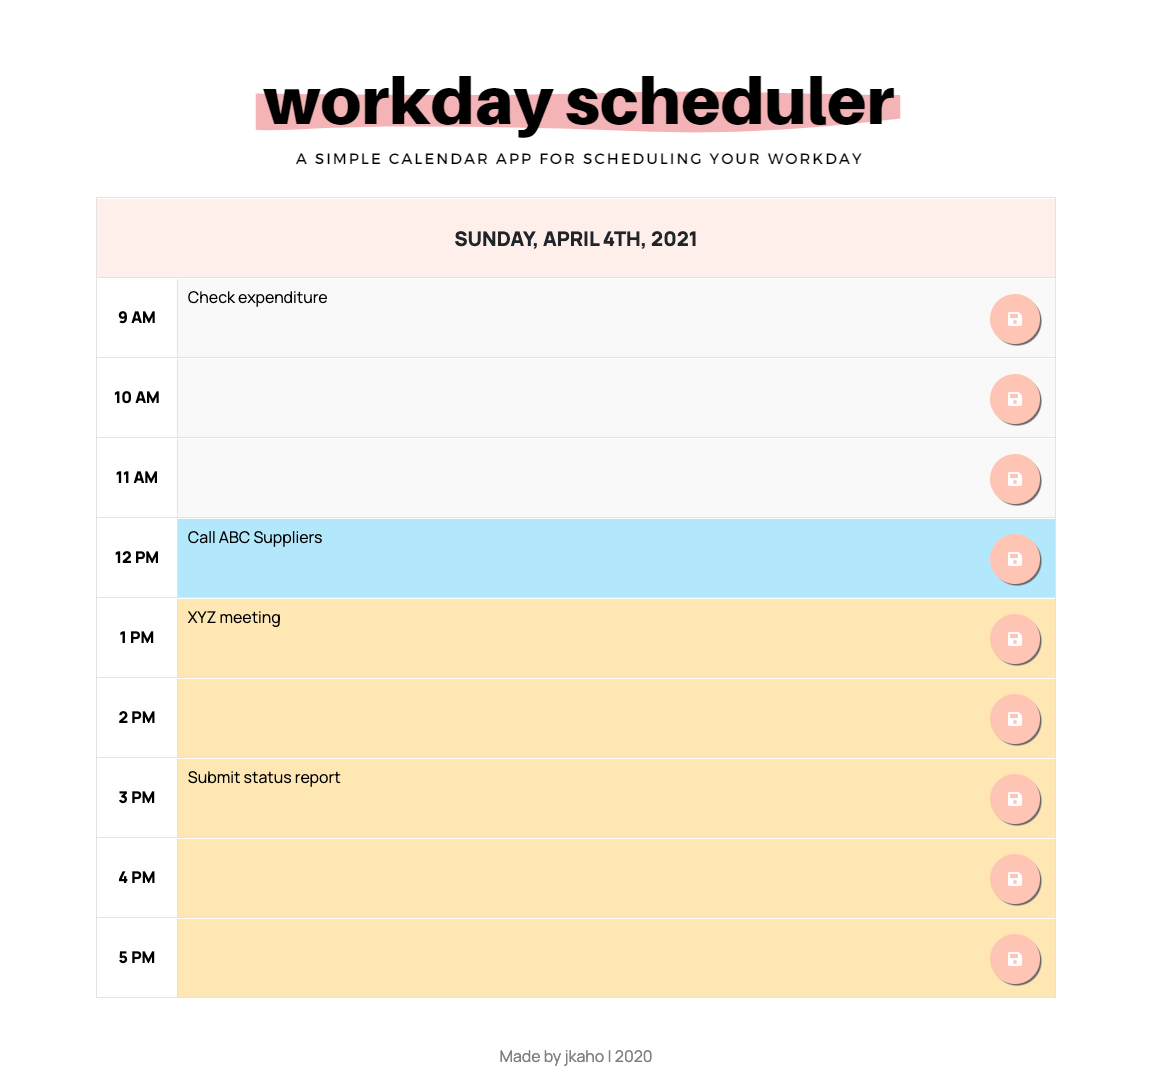 workday scheduler
A SIMPLE CALENDAR APP FOR SCHEDULING YOUR WORKDAY
SUNDAY, APRIL 4TH, 2021
9 AM Check expenditure
10 AM
11 AM
12 PM Call ABC Suppliers
1 PM XYZ meeting
2 PM
3 PM Submit status report
4 PM
5 PM
Made by jkaho | 2020